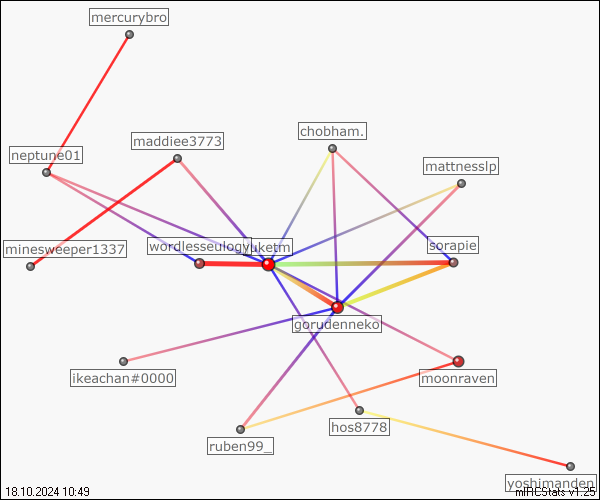 mercurybro
chobham.
maddiee3773
neptune01
mattnesslp
sorapie
minesweeper1337
wordlesseulogy
gorudenneko
ikeachan#0000
moonraven
hos8778
ruben99_
yoshimanden
18.10.2024 10:49
mIRCStats v1.25